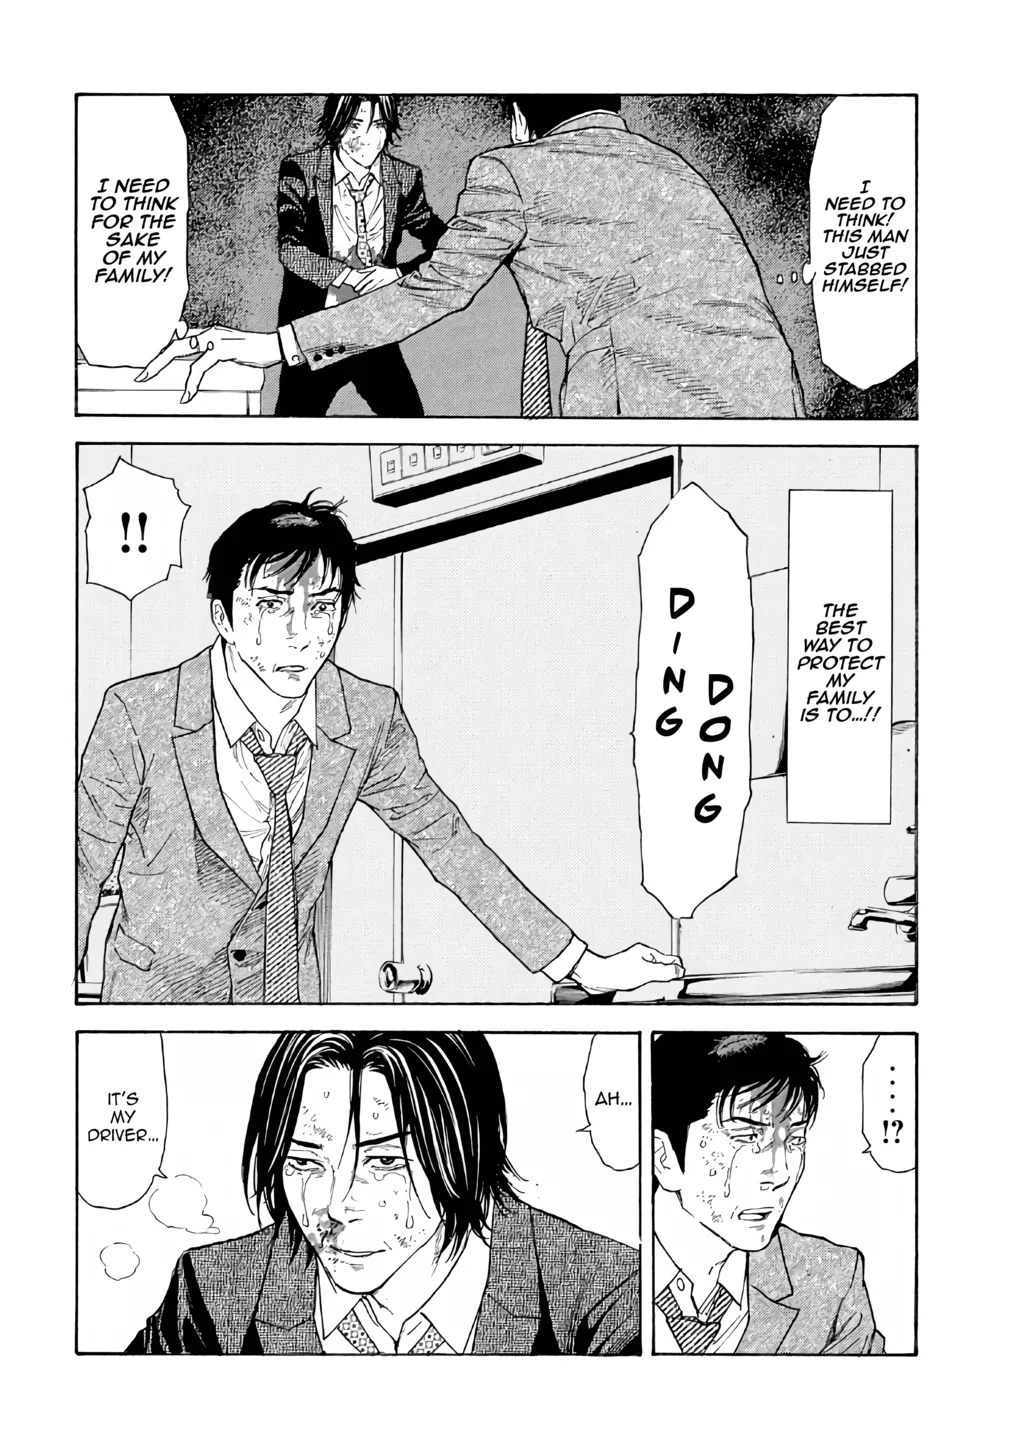 I
NEED TO
THINK!
THIS MAN
JUST
STABBED
HIMSELF!
I NEED
TO THINK
FOR THE
SAKE
OF MY
FAMILY!
THE
BEST
WAY TO
PROTECT
MY
FAMILY
IS TO...!!
DING
DONG
!!
.....!?
AH...
IT'S
MY
DRIVER...